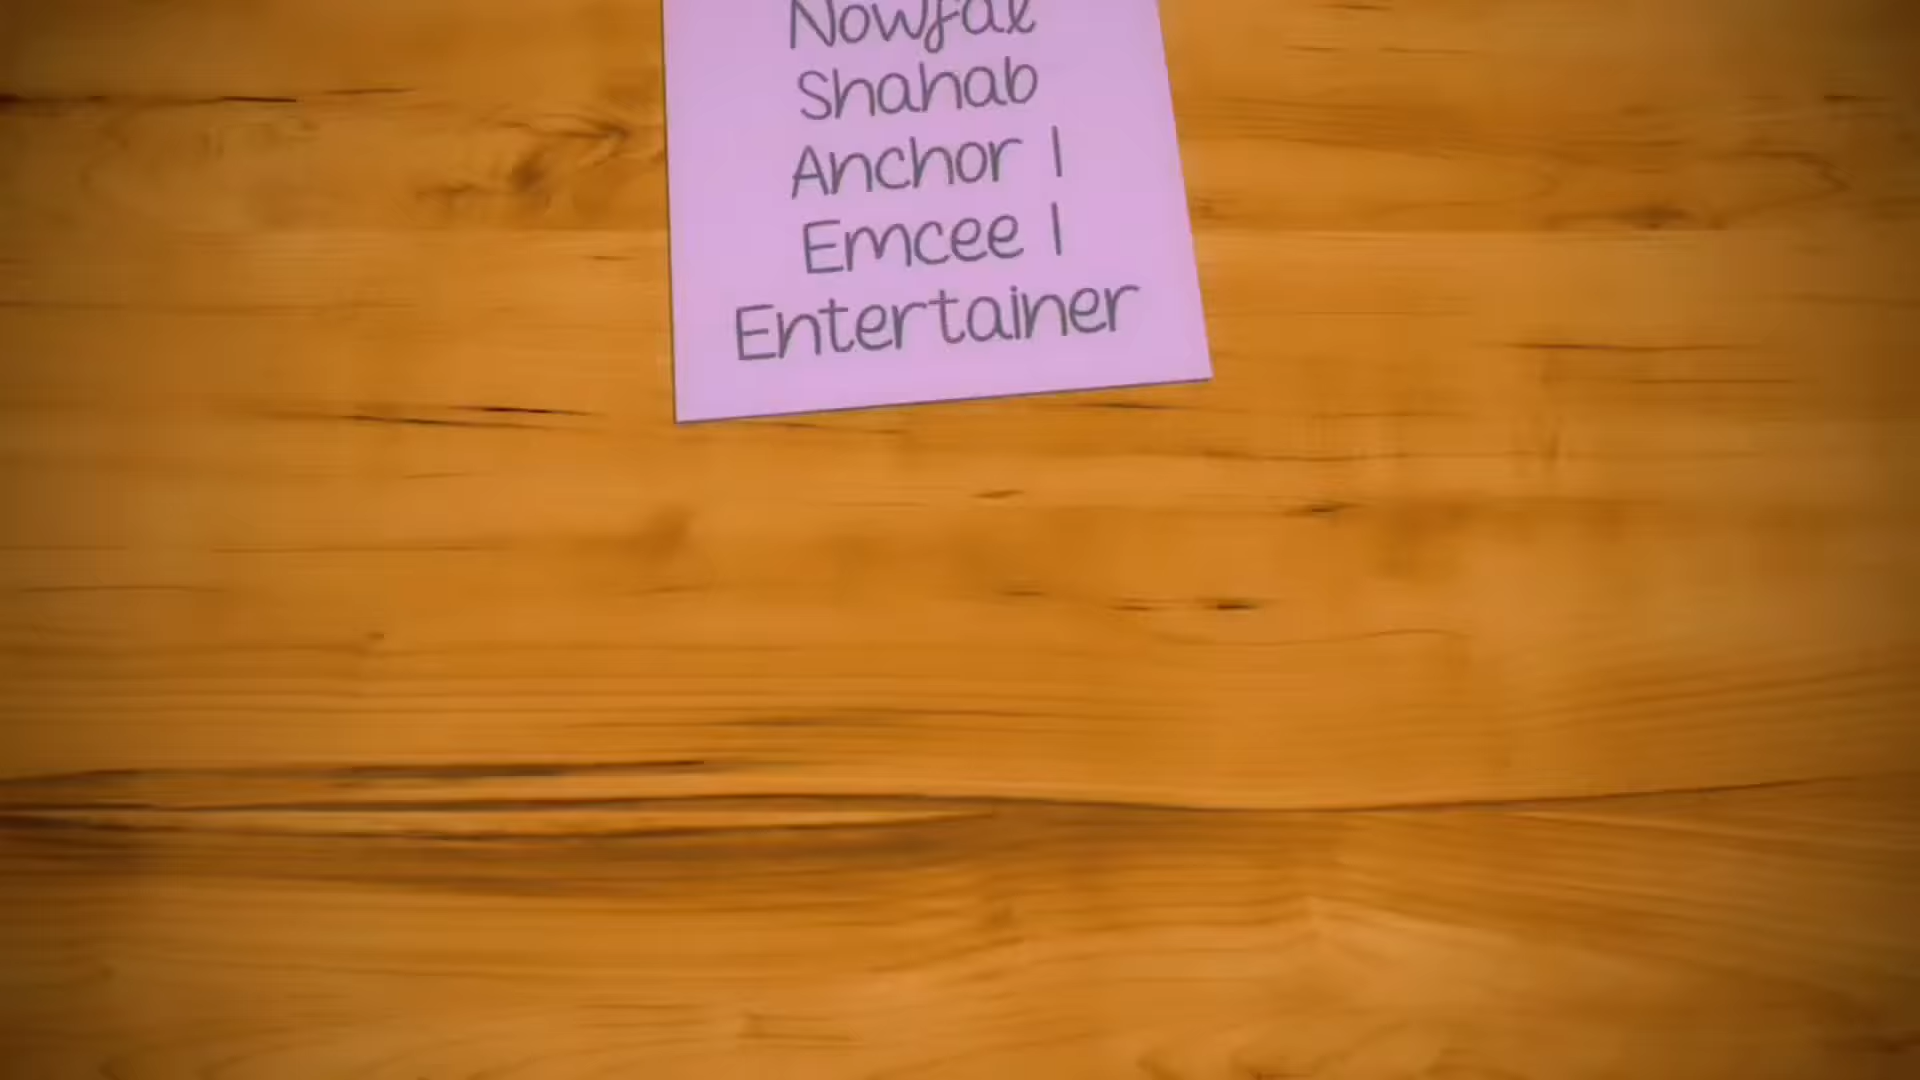 Nowfal
Shahab
Anchor |
Emcee |
Entertainer